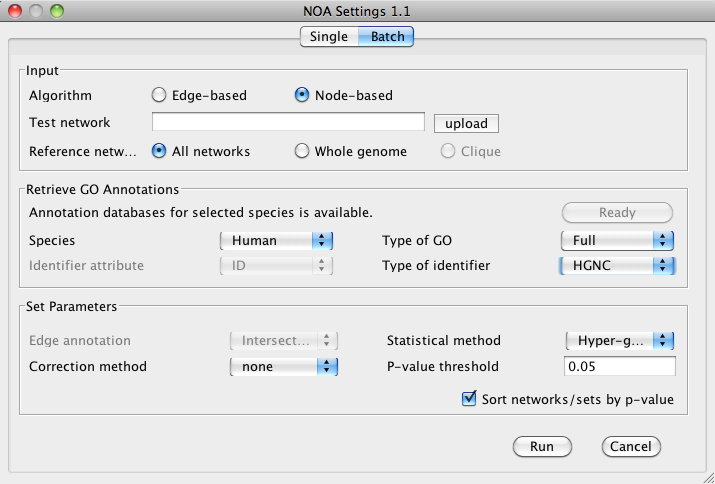 NOA Settings 1.1
Single Batch
Input
Algorithm Edge-based Node-based
Test network upload
Reference netw... All networks Whole genome Clique
Retrieve GO Annotations
Annotation databases for selected species is available. Ready
Species Human Type of GO Full
Identifier attribute ID Type of identifier HGNC
Set Parameters
Edge annotation Intersect... Statistical method Hyper-g...
Correction method none P-value threshold 0.05
Sort networks/sets by p-value
Run Cancel